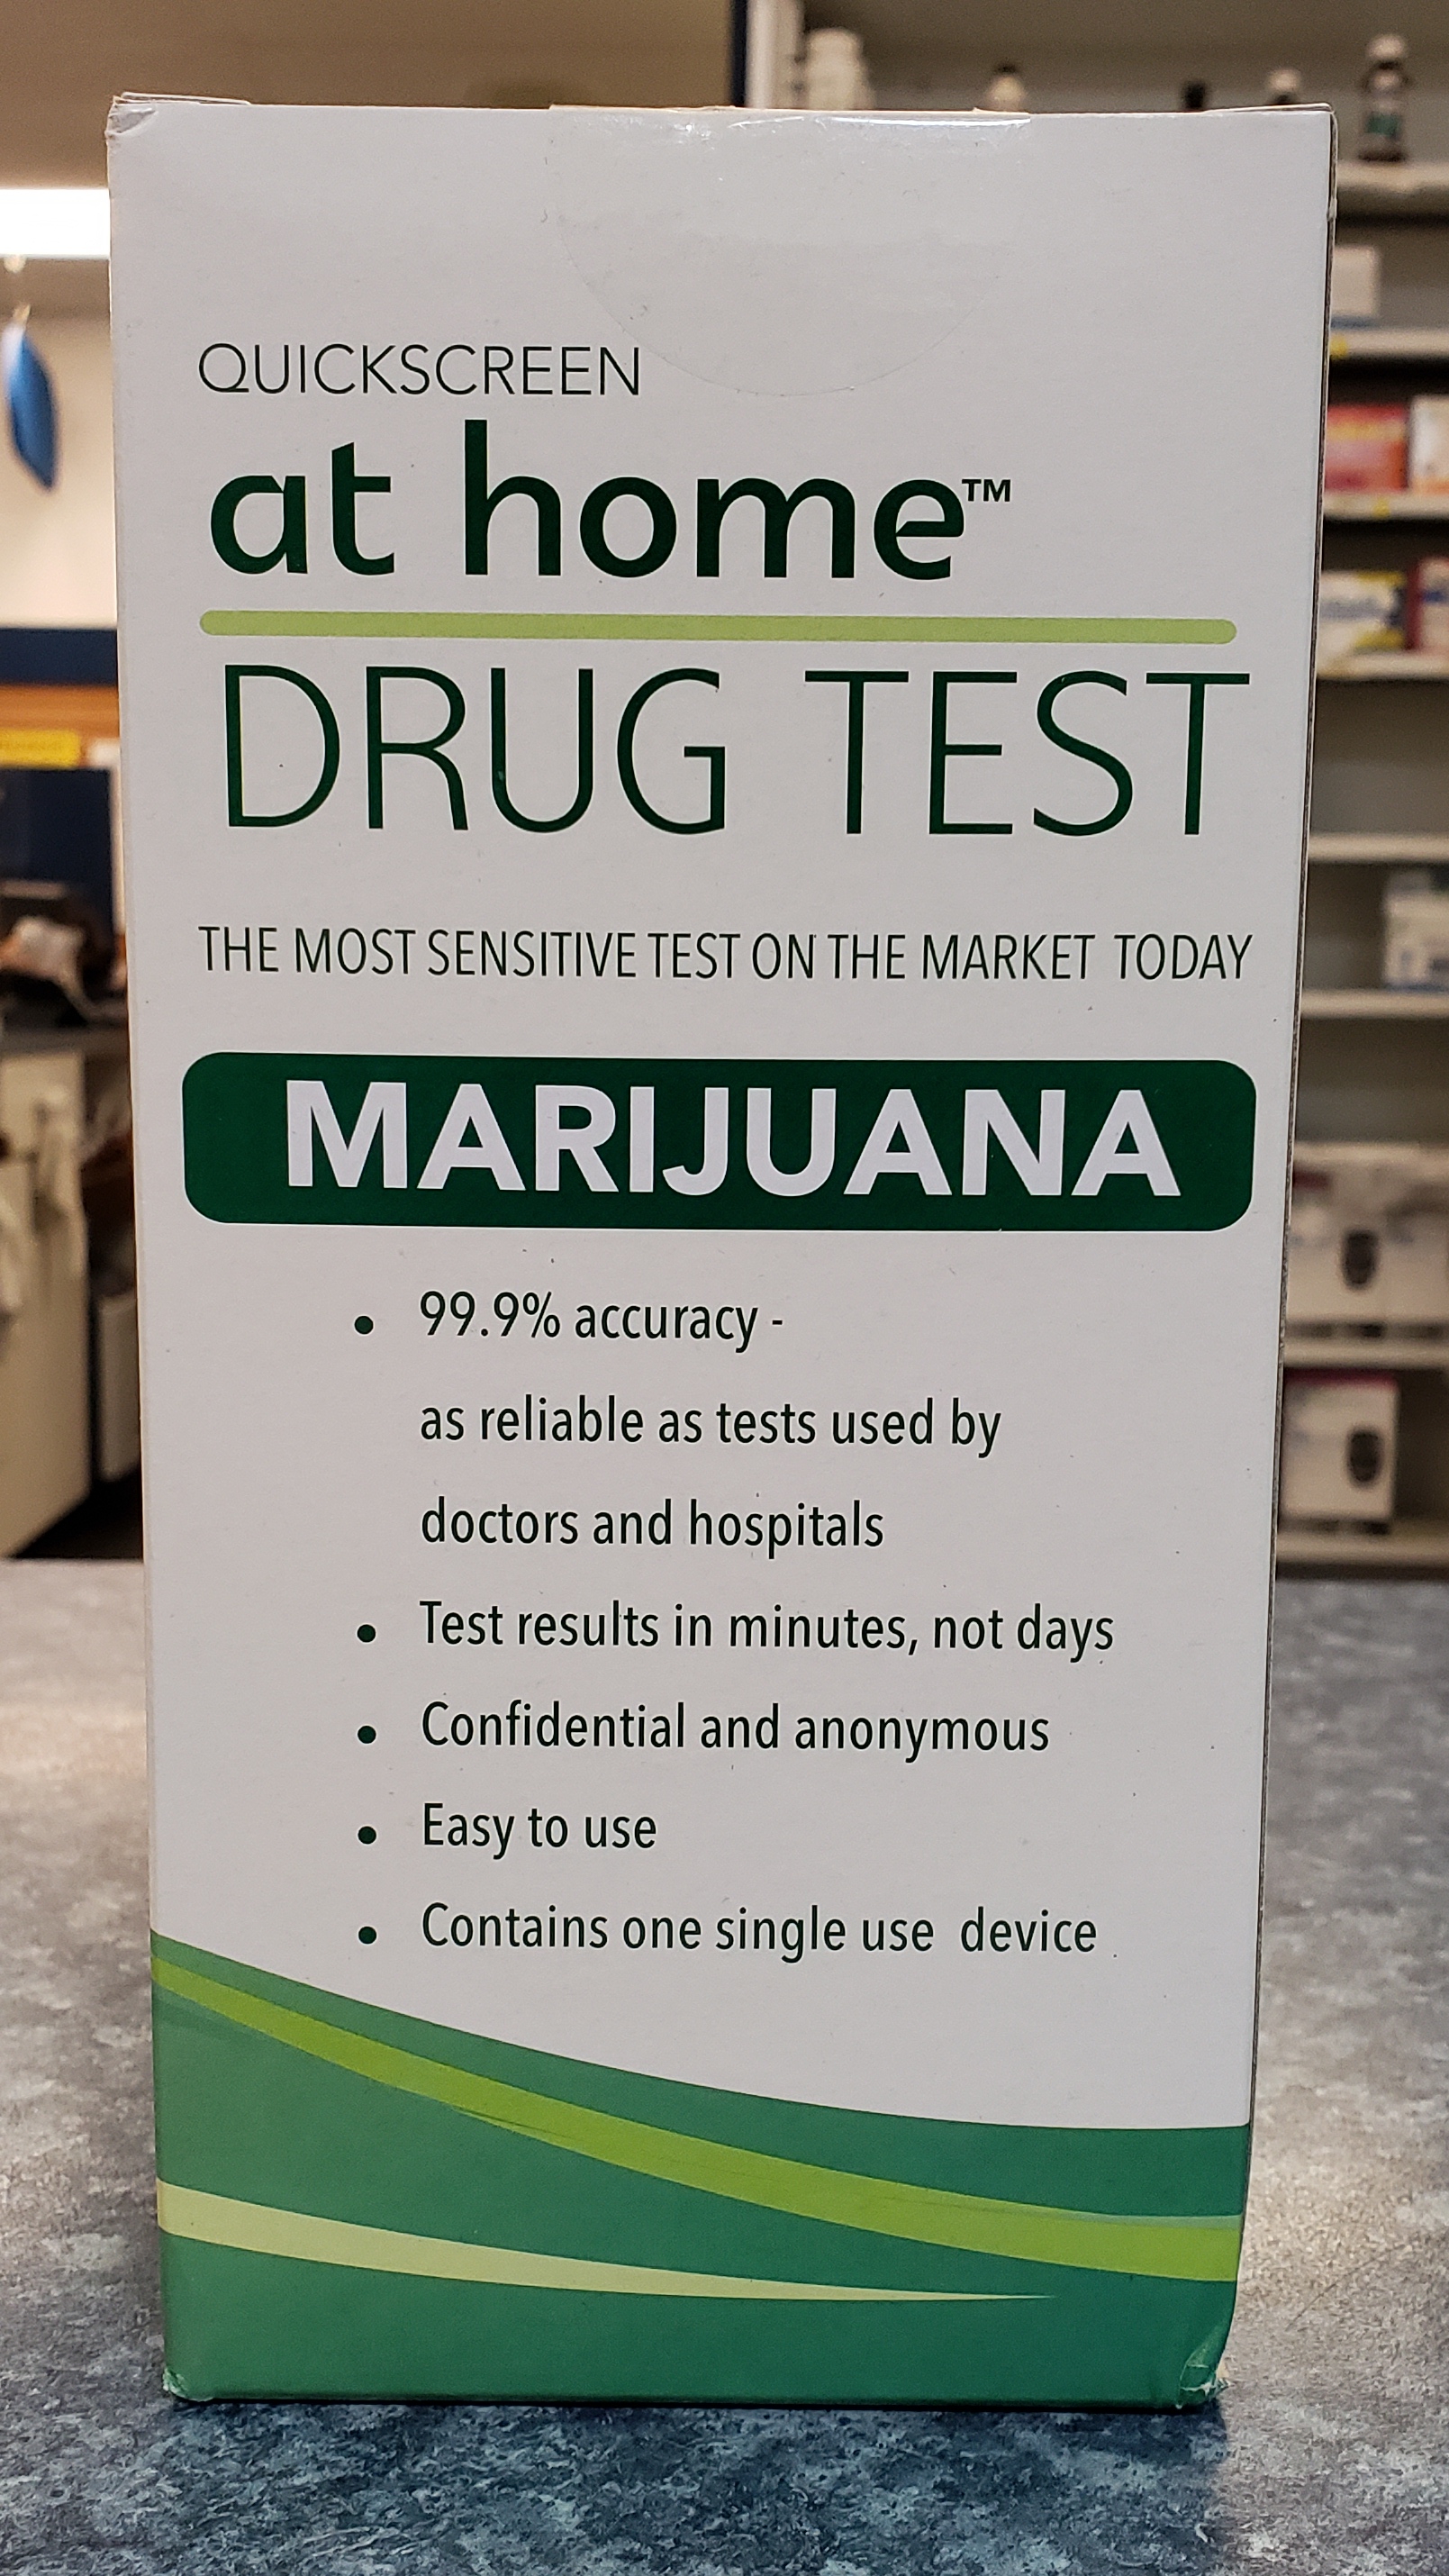 QUICKSCREEN
at home™
DRUG TEST
THE MOST SENSITIVE TEST ON THE MARKET TODAY
MARIJUANA
• 99.9% accuracy -
as reliable as tests used by
doctors and hospitals
• Test results in minutes, not days
• Confidential and anonymous
• Easy to use
• Contains one single use device